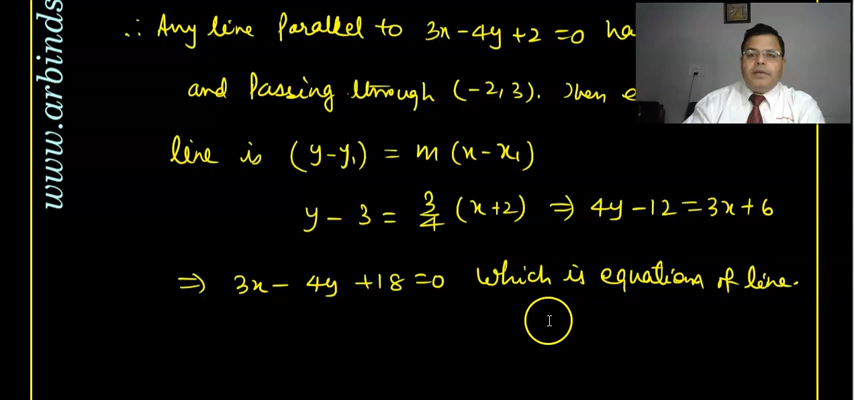 www.arbinds
∴ Any line Parallel to 3x - 4y + 2 = 0 ha
and Passing through (-2, 3). Then e
line is (y - y₁) = m (x - x₁)
y - 3 = 3/4 (x+2) ⇒ 4y - 12 = 3x + 6
⇒ 3x - 4y + 18 = 0 which is equations of line.